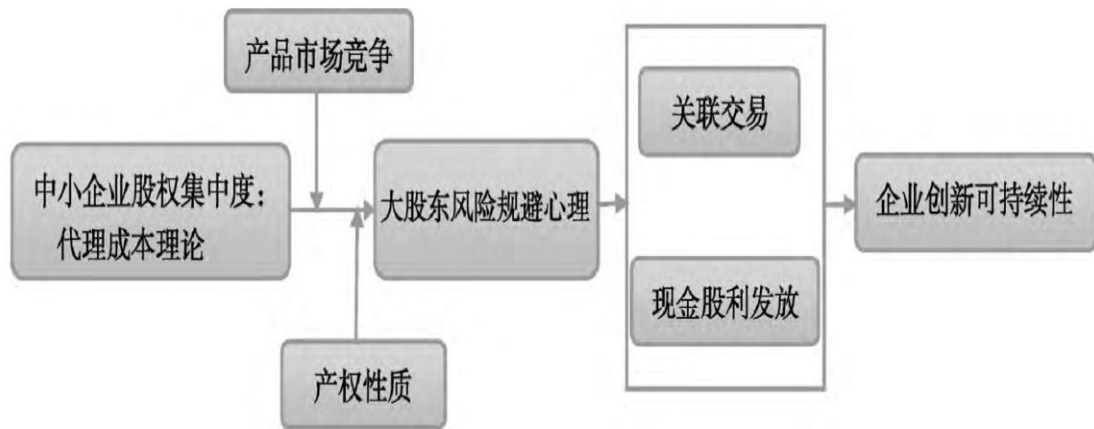 产品市场竞争
关联交易
中小企业股权集中度:
代理成本理论
大股东风险规避心理
企业创新可持续性
现金股利发放
产权性质